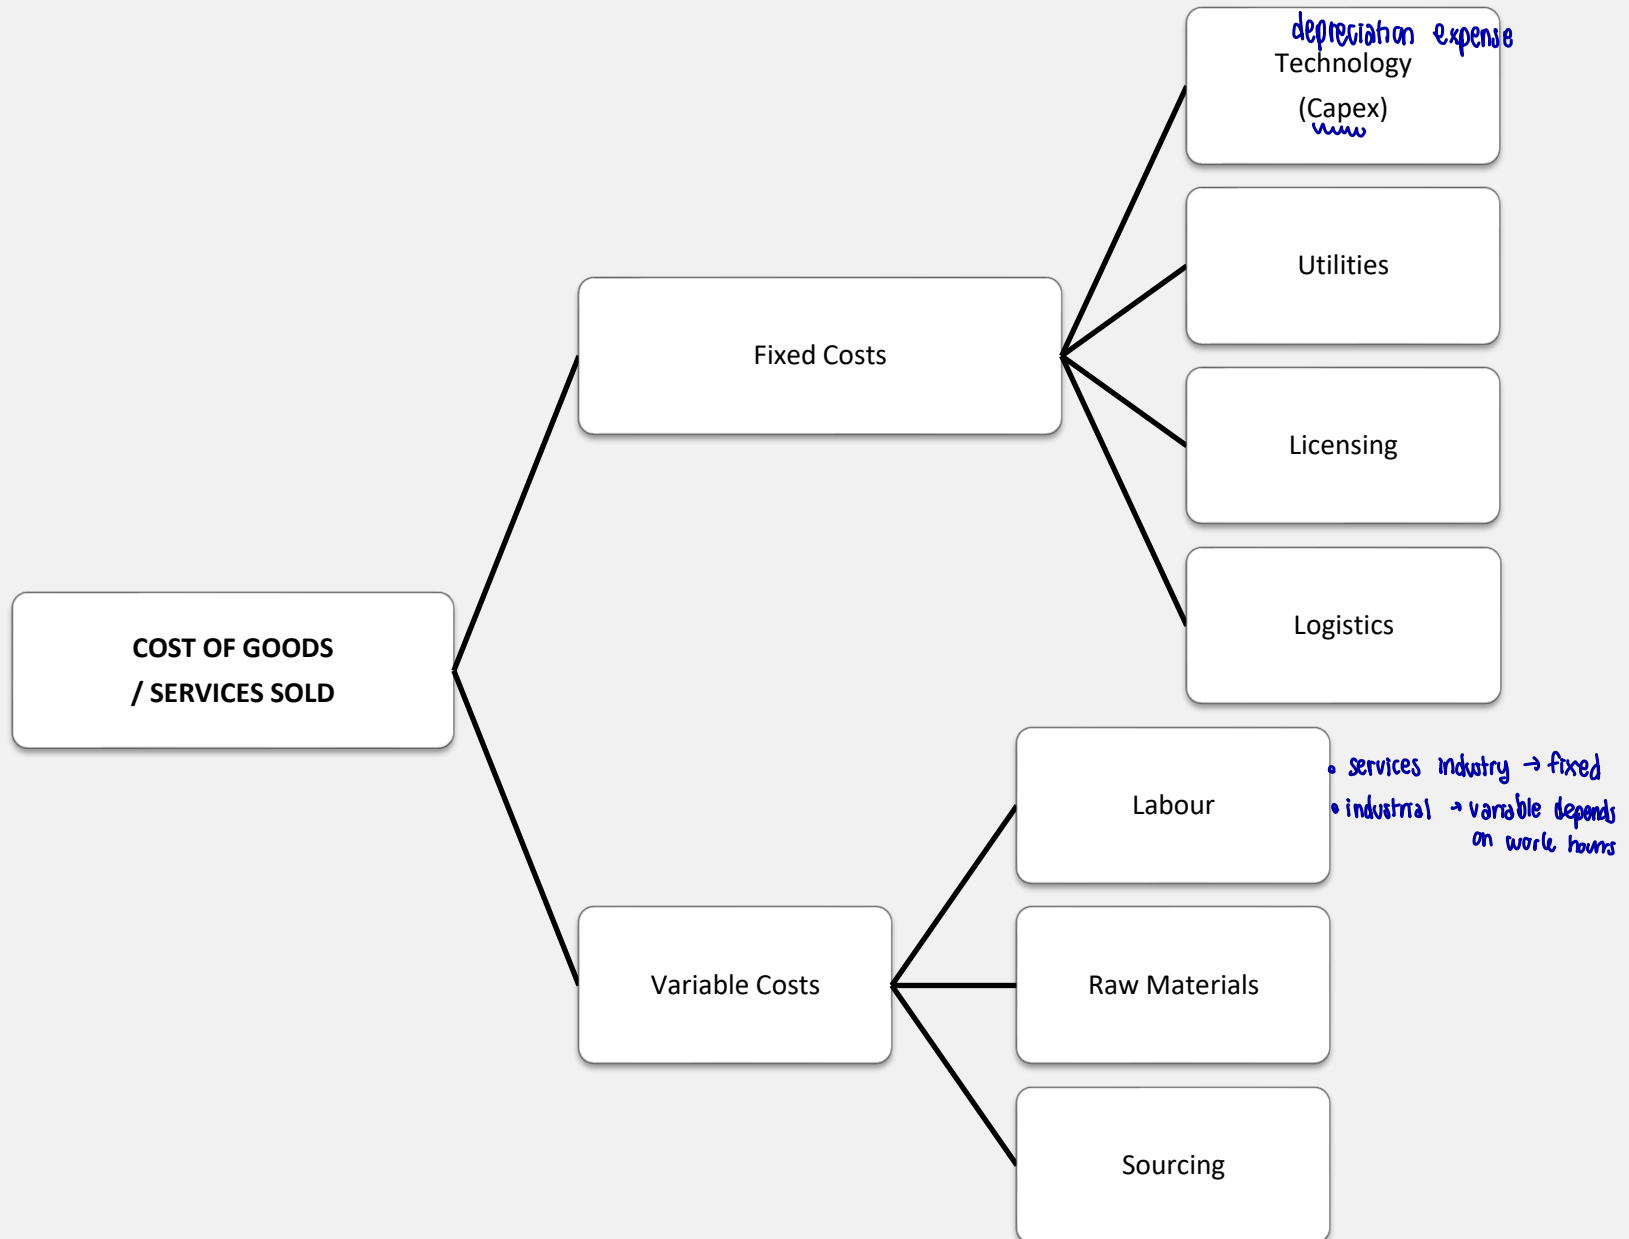 depreciation expense
Technology
(Capex)
Utilities
Fixed Costs
Licensing
Logistics
COST OF GOODS
/ SERVICES SOLD
Labour
• services industry → fixed
• industrial → variable depends
on work hours
Variable Costs
Raw Materials
Sourcing